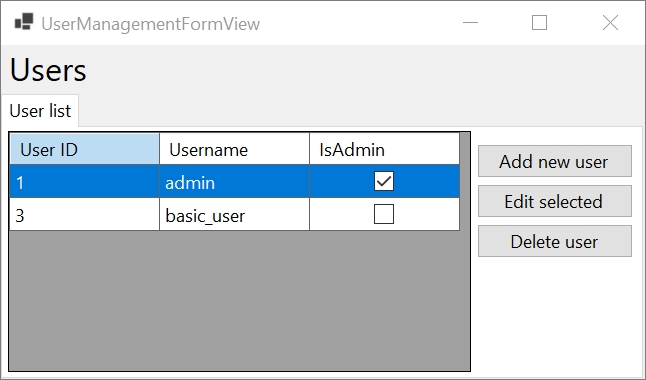 UserManagementFormView
Users
User list
User ID Username IsAdmin
1 admin
3 basic_user
Add new user
Edit selected
Delete user